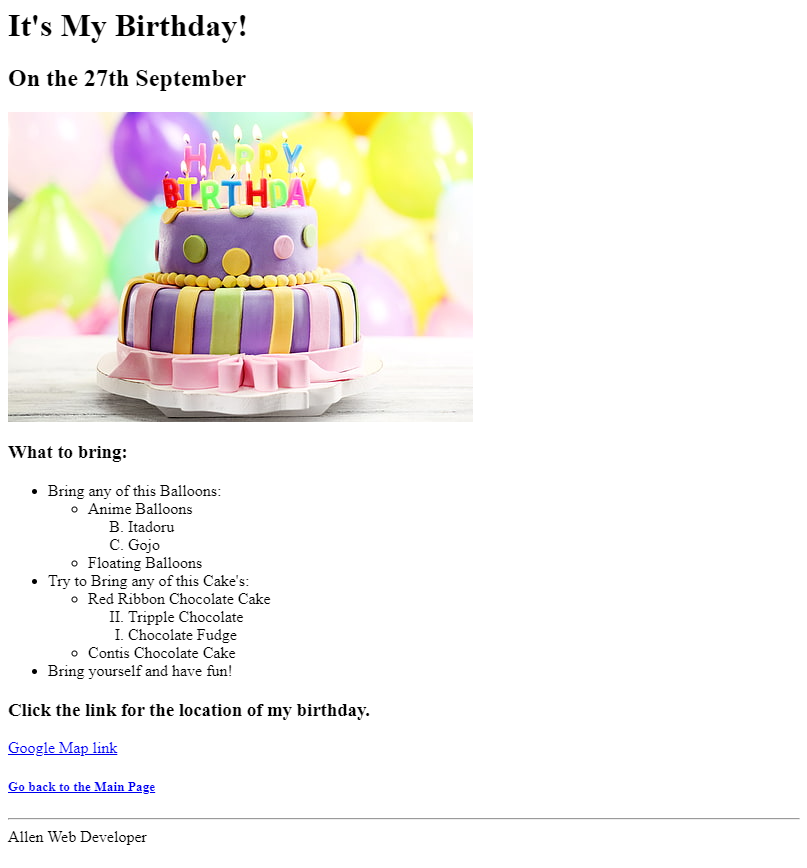 It's My Birthday!
On the 27th September
HAPPY
BIRTHDAY
What to bring:
Bring any of this Balloons:
Anime Balloons
B. Itadoru
C. Gojo
Floating Balloons
Try to Bring any of this Cake's:
Red Ribbon Chocolate Cake
II. Tripple Chocolate
I. Chocolate Fudge
Contis Chocolate Cake
Bring yourself and have fun!
Click the link for the location of my birthday.
Google Map link
Go back to the Main Page
Allen Web Developer